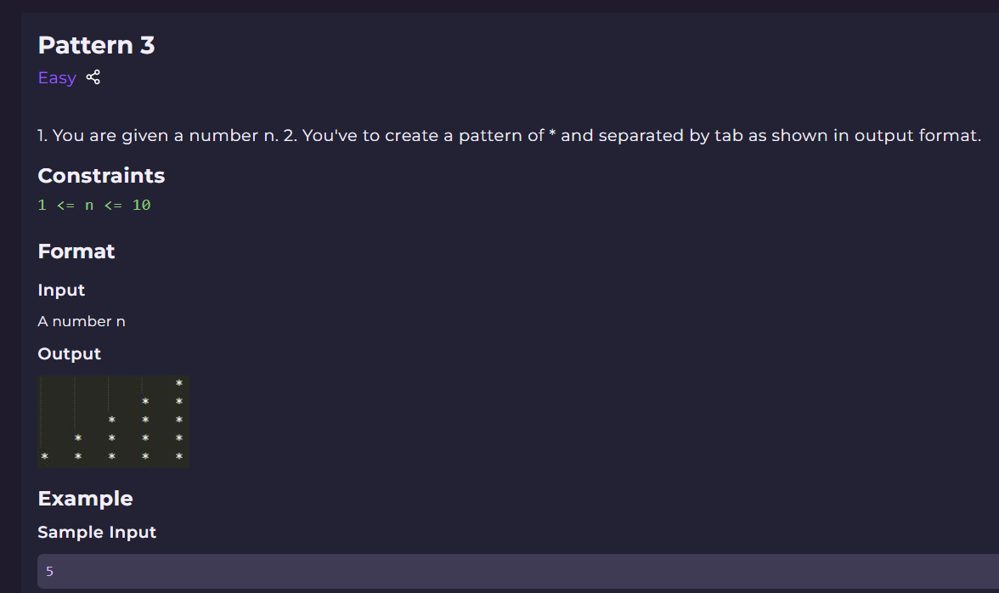 Pattern 3
Easy
1. You are given a number n. 2. You've to create a pattern of * and separated by tab as shown in output format.
Constraints
1 <= n <= 10
Format
Input
A number n
Output
*
* *
* * *
* * * *
* * * * *
Example
Sample Input
5